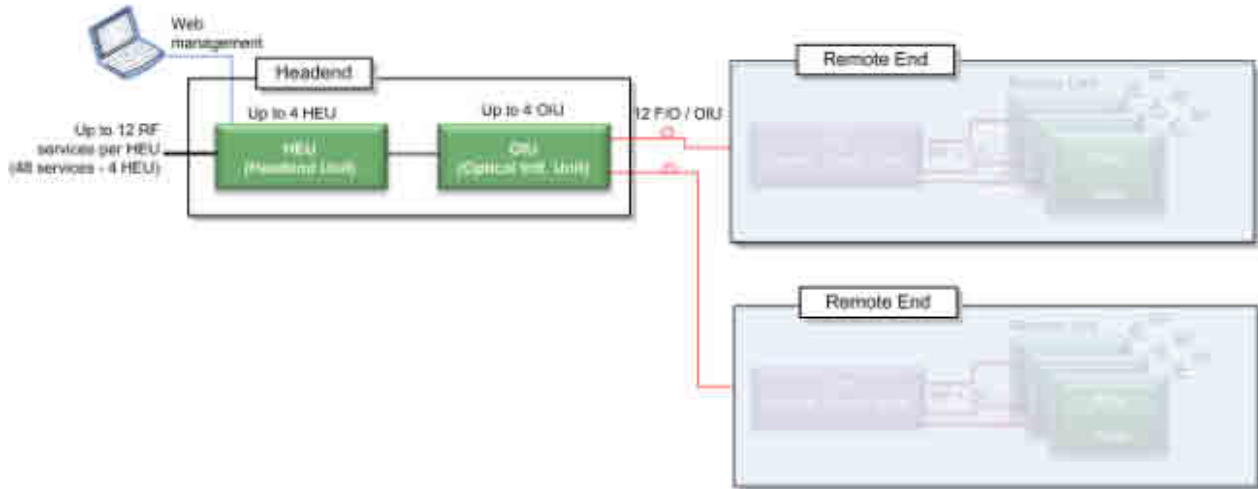 Web
management
Headend
Up to 4 HEU
Up to 4 OIU
12 F/O / OIU
Up to 12 RF
services per HEU
(48 services - 4 HEU)
HEU
(Headend Unit)
OIU
(Optical Intf. Unit)
Remote End
Remote End